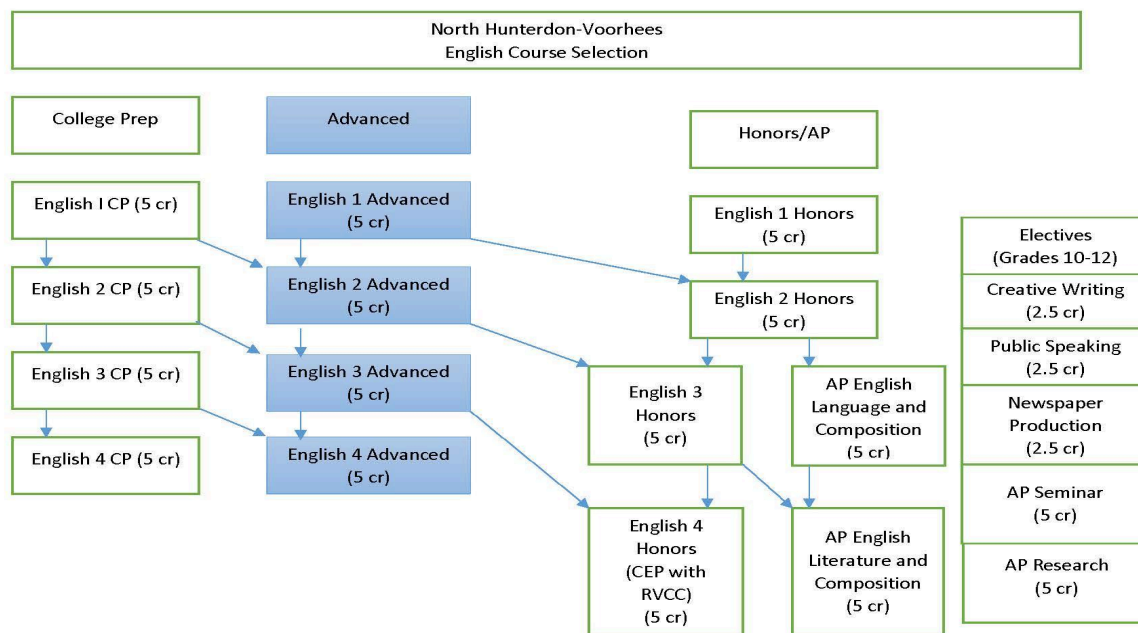 North Hunterdon-Voorhees
English Course Selection
College Prep
Advanced
Honors/AP
English I CP (5 cr)
English 2 CP (5 cr)
English 3 CP (5 cr)
English 4 CP (5 cr)
English 1 Advanced
(5 cr)
English 2 Advanced
(5 cr)
English 3 Advanced
(5 cr)
English 4 Advanced
(5 cr)
English 1 Honors
(5 cr)
English 2 Honors
(5 cr)
English 3
Honors
(5 cr)
English 4
Honors
(CEP with
RVCC)
(5 cr)
AP English
Language and
Composition
(5 cr)
AP English
Literature and
Composition
(5 cr)
Electives
(Grades 10-12)
Creative Writing
(2.5 cr)
Public Speaking
(2.5 cr)
Newspaper
Production
(2.5 cr)
AP Seminar
(5 cr)
AP Research
(5 cr)